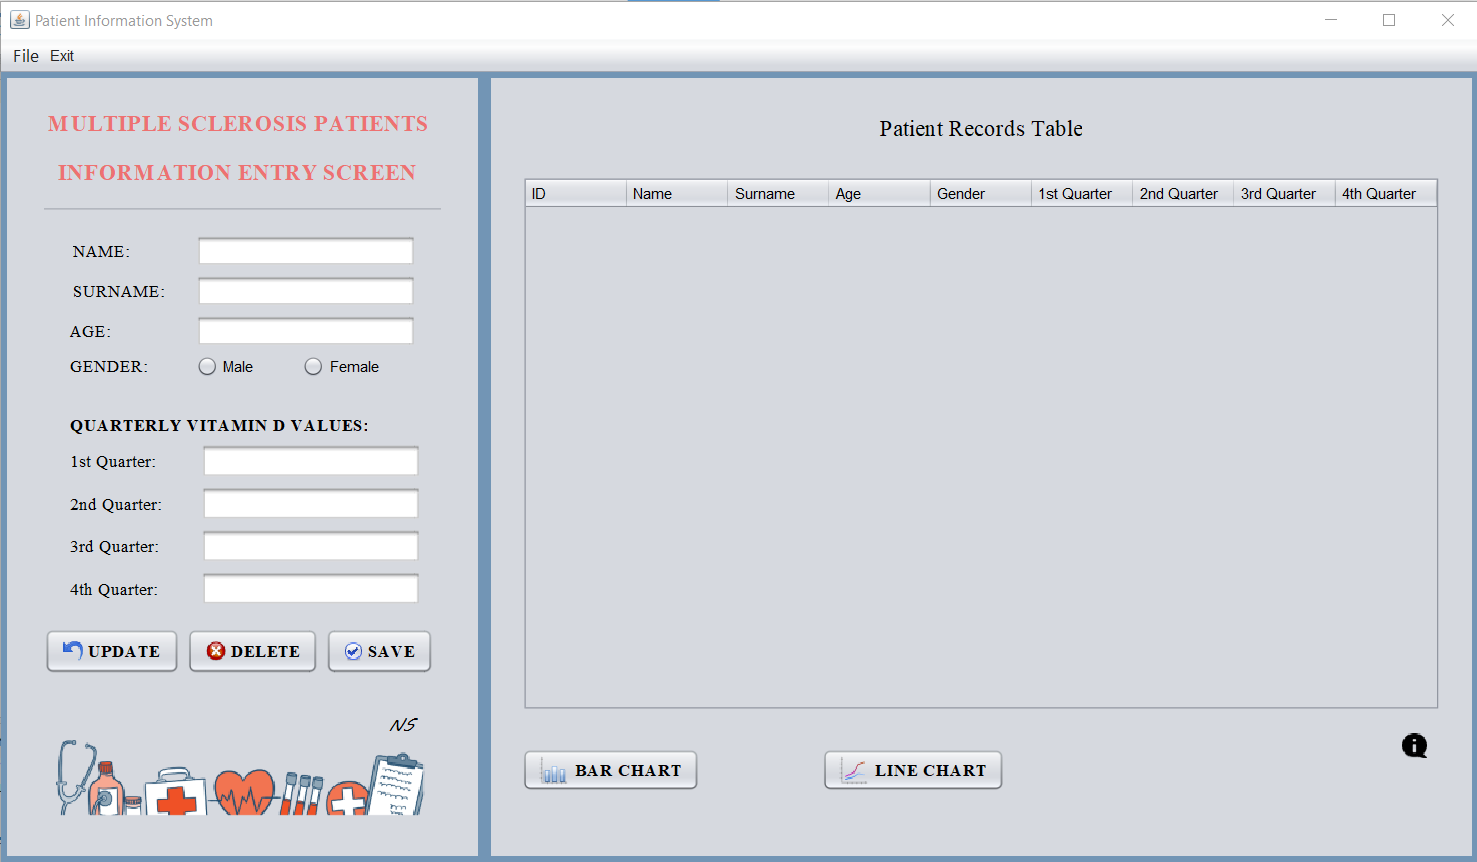 Patient Information System
File Exit
MULTIPLE SCLEROSIS PATIENTS
INFORMATION ENTRY SCREEN
NAME:
SURNAME:
AGE:
GENDER: Male Female
QUARTERLY VITAMIN D VALUES:
1st Quarter:
2nd Quarter:
3rd Quarter:
4th Quarter:
UPDATE DELETE SAVE
NS
Patient Records Table
ID Name Surname Age Gender 1st Quarter 2nd Quarter 3rd Quarter 4th Quarter
BAR CHART LINE CHART